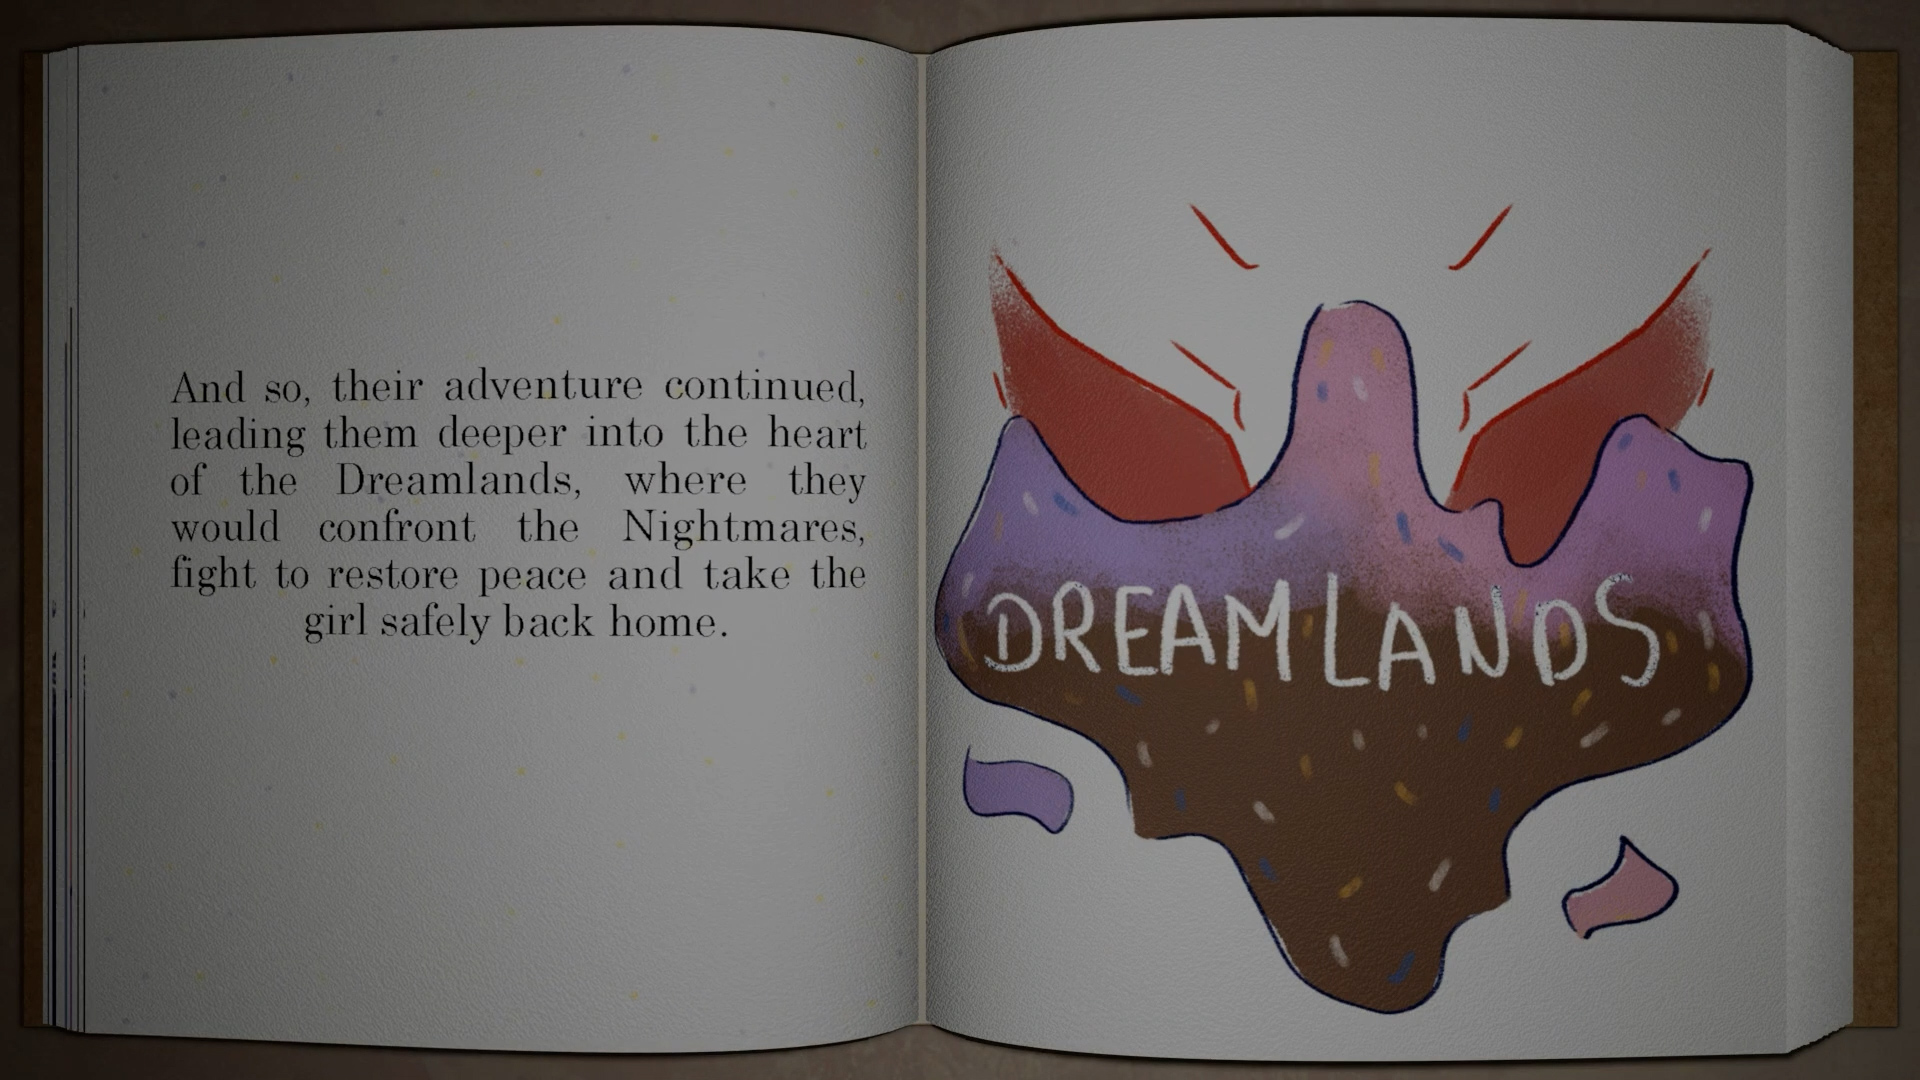 And so, their adventure continued,
leading them deeper into the heart
of the Dreamlands, where they
would confront the Nightmares,
fight to restore peace and take the
girl safely back home.
DREAMLANDS